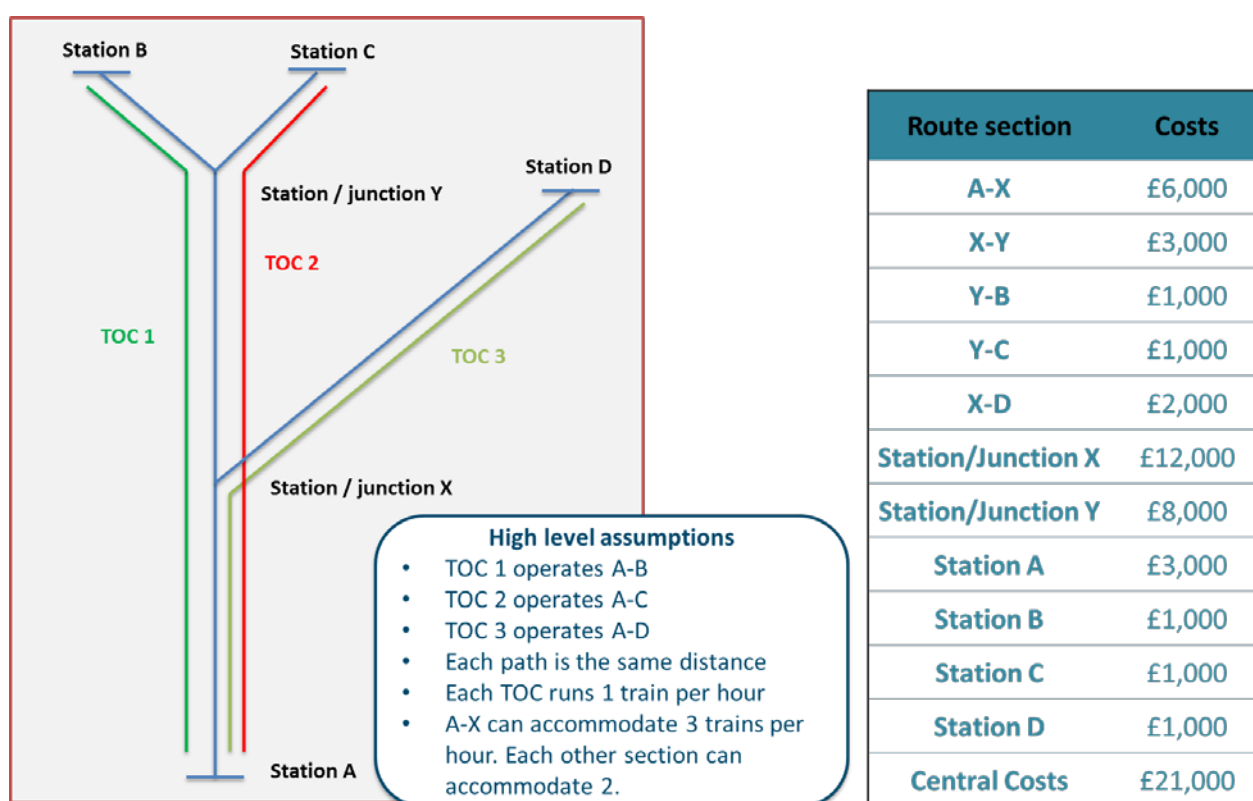 Station B
Station C
Station D
Station / junction Y
TOC 2
TOC 1
TOC 3
Station / junction X
Station A
High level assumptions
• TOC 1 operates A-B
• TOC 2 operates A-C
• TOC 3 operates A-D
• Each path is the same distance
• Each TOC runs 1 train per hour
• A-X can accommodate 3 trains per
hour. Each other section can
accommodate 2.
Route section Costs
A-X £6,000
X-Y £3,000
Y-B £1,000
Y-C £1,000
X-D £2,000
Station/Junction X £12,000
Station/Junction Y £8,000
Station A £3,000
Station B £1,000
Station C £1,000
Station D £1,000
Central Costs £21,000